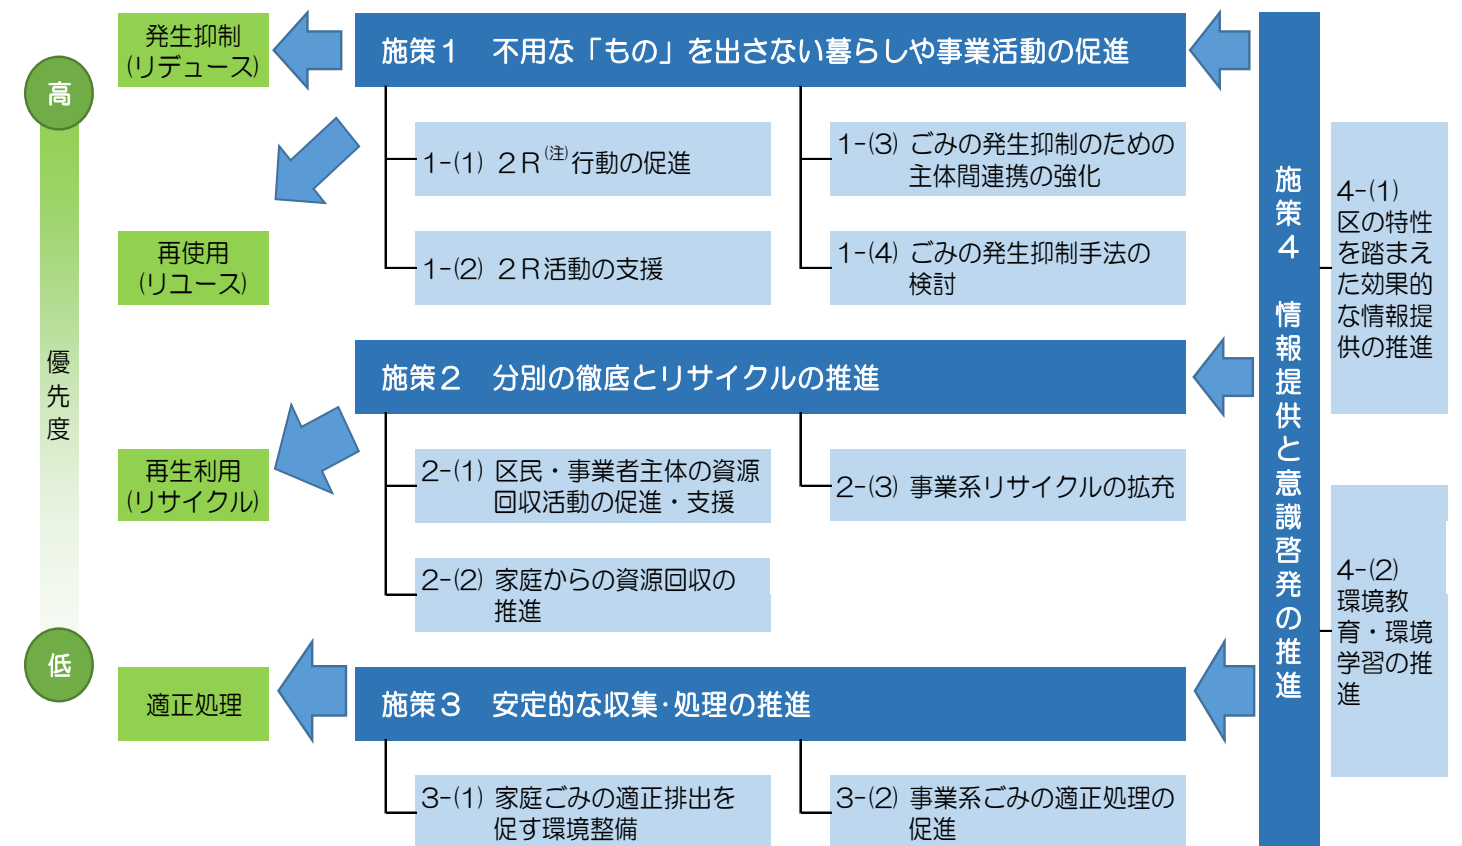 高
優先度
低
発生抑制
(リデュース)
再使用
(リユース)
再生利用
(リサイクル)
適正処理
施策１　不用な「もの」を出さない暮らしや事業活動の促進
1-(1) ２Ｒ(注)行動の促進
1-(2) ２Ｒ活動の支援
1-(3) ごみの発生抑制のための
主体間連携の強化
1-(4) ごみの発生抑制手法の
検討
施策２　分別の徹底とリサイクルの推進
2-(1) 区民・事業者主体の資源
回収活動の促進・支援
2-(2) 家庭からの資源回収の
推進
2-(3) 事業系リサイクルの拡充
施策３　安定的な収集･処理の推進
3-(1) 家庭ごみの適正排出を
促す環境整備
3-(2) 事業系ごみの適正処理の
促進
施策４　情報提供と意識啓発の推進
4-(1)
区の特性
を踏まえ
た効果的
な情報提
供の推進
4-(2)
環境教
育・環境
学習の推
進